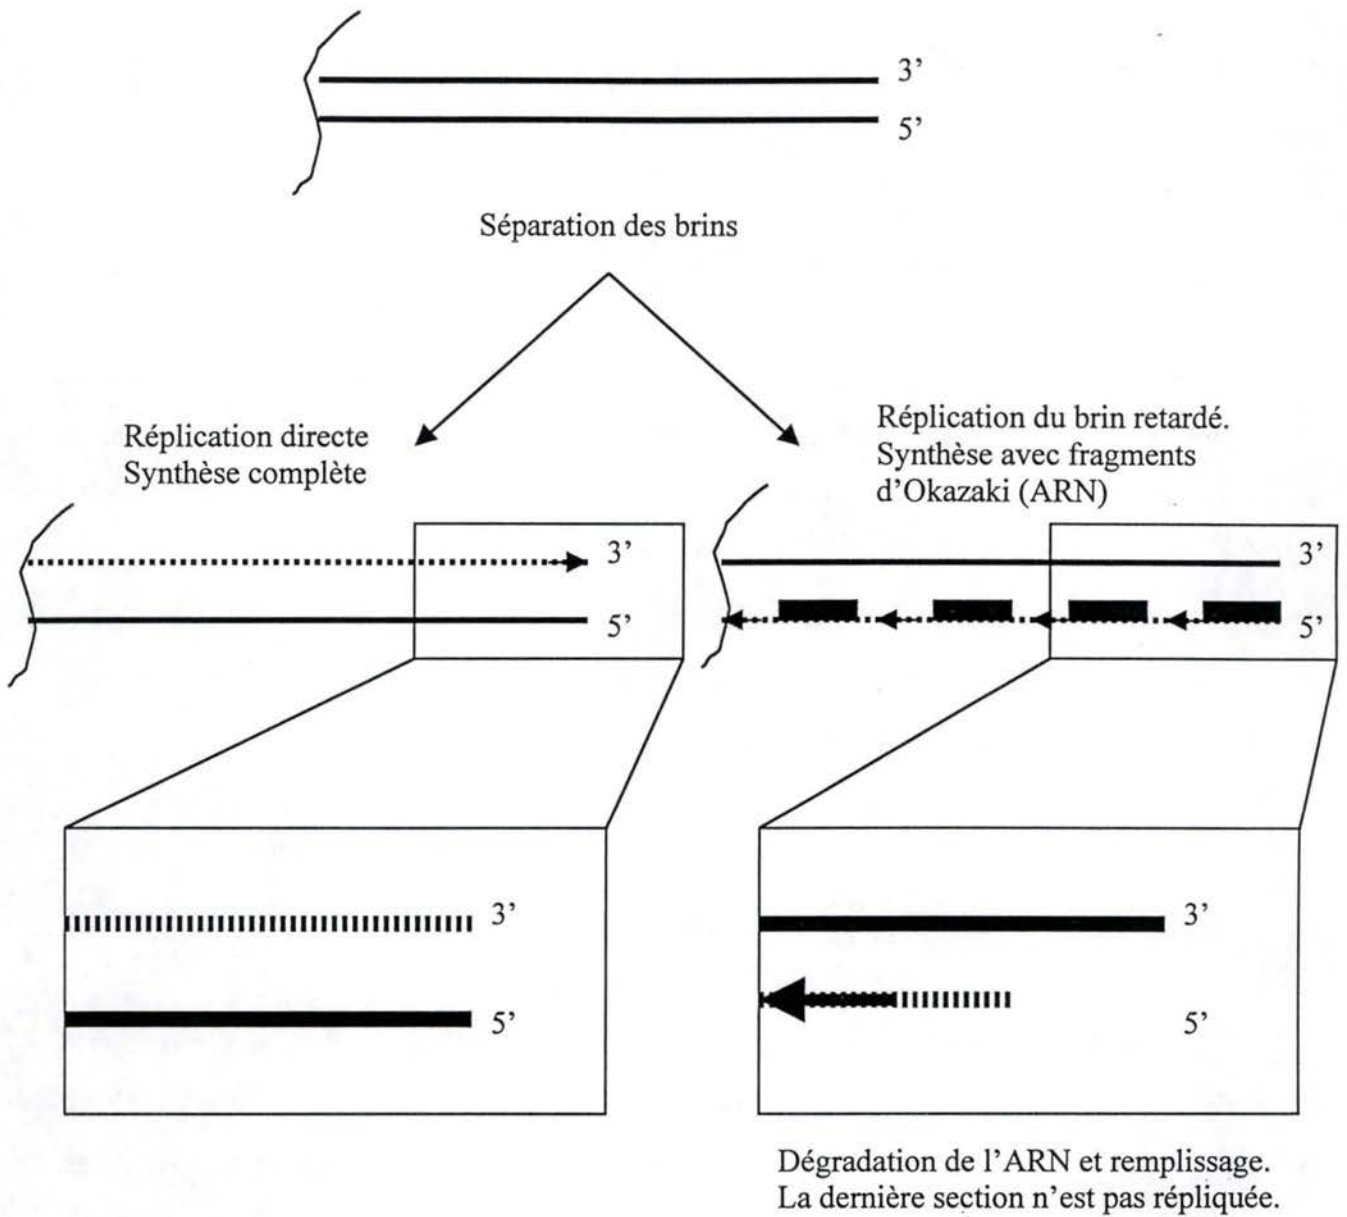 3’
5’
Séparation des brins
Réplication directe
Synthèse complète
Réplication du brin retardé.
Synthèse avec fragments
d’Okazaki (ARN)
3’
5’
3’
5’
3’
5’
3’
5’
Dégradation de l’ARN et remplissage.
La dernière section n’est pas répliquée.